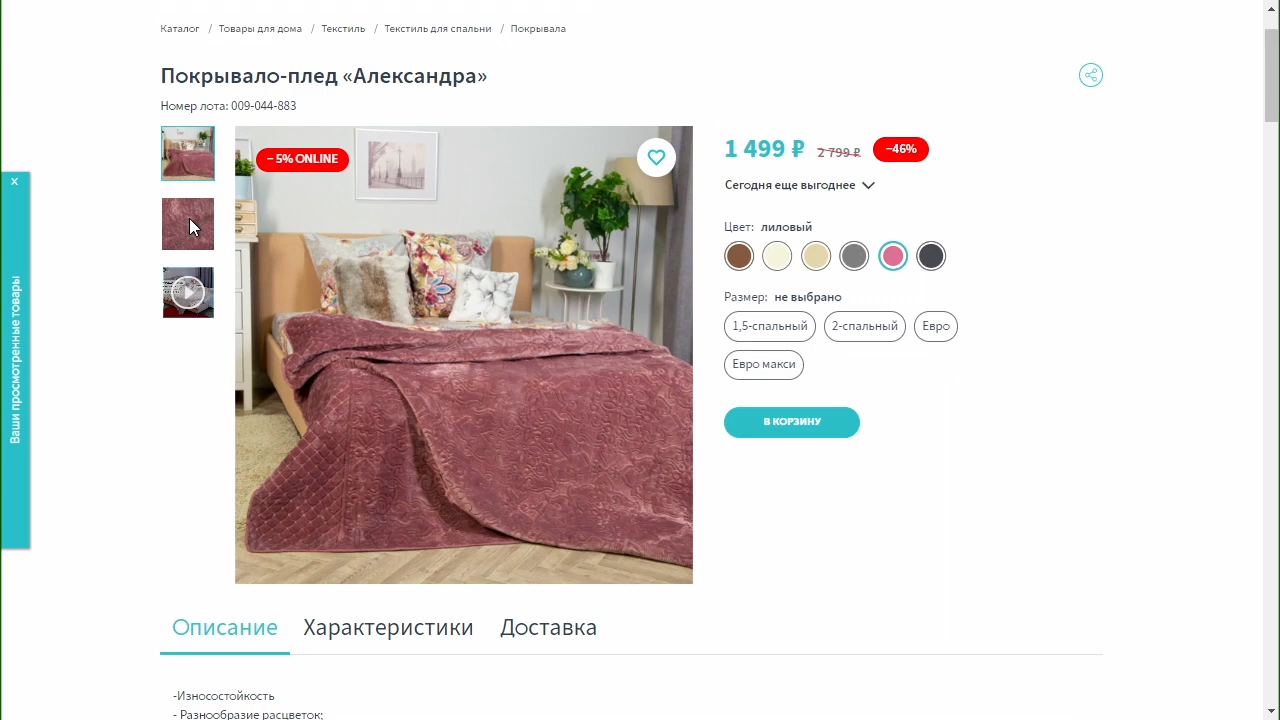 Каталог / Товары для дома / Текстиль / Текстиль для спальни / Покрывала
Покрывало-плед «Александра»
Номер лота: 009-044-883
– 5% ONLINE
1 499 ₽ 2 799 ₽ –46%
Сегодня еще выгоднее
Цвет: лиловый
Размер: не выбрано
1,5-спальный 2-спальный Евро
Евро макси
В КОРЗИНУ
x
Ваши просмотренные товары
Описание Характеристики Доставка
-Износостойкость
- Разнообразие расцветок;